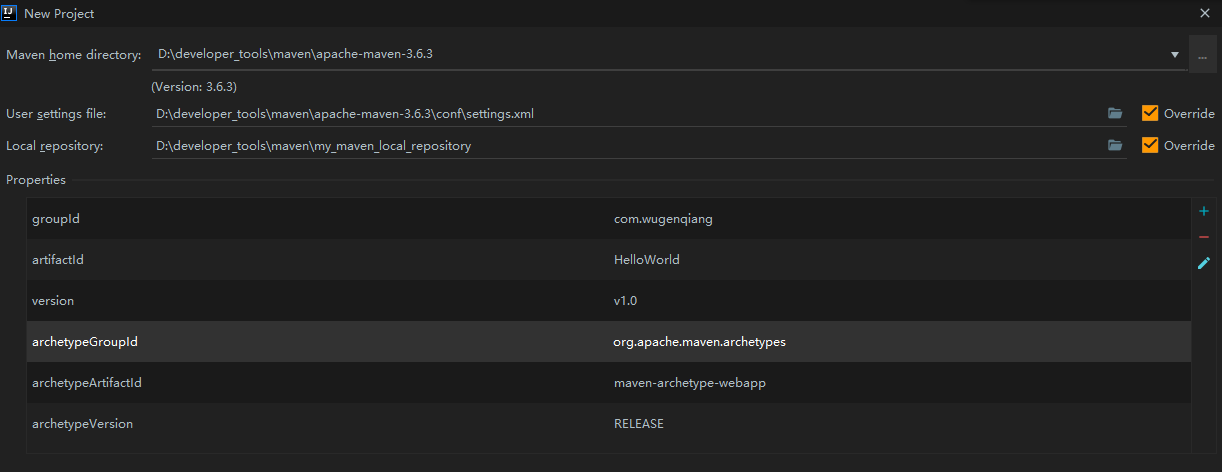 New Project
Maven home directory: D:\developer_tools\maven\apache-maven-3.6.3 ...
(Version: 3.6.3)
User settings file: D:\developer_tools\maven\apache-maven-3.6.3\conf\settings.xml Override
Local repository: D:\developer_tools\maven\my_maven_local_repository Override
Properties
groupId com.wugenqiang
artifactId HelloWorld
version v1.0
archetypeGroupId org.apache.maven.archetypes
archetypeArtifactId maven-archetype-webapp
archetypeVersion RELEASE